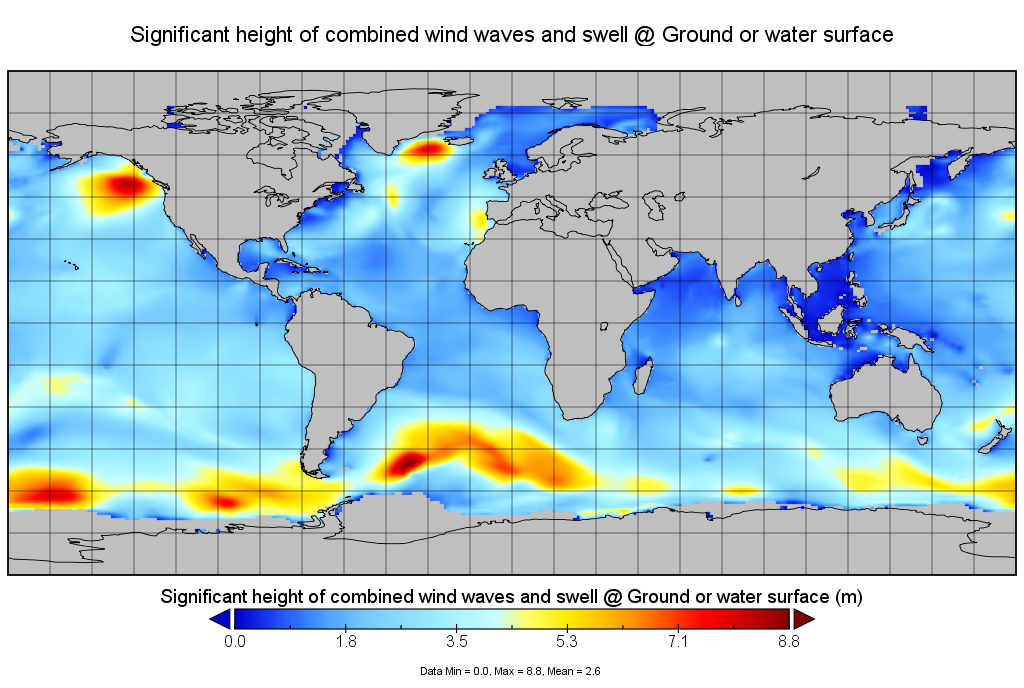 Significant height of combined wind waves and swell @ Ground or water surface
Significant height of combined wind waves and swell @ Ground or water surface (m)
0.0 1.8 3.5 5.3 7.1 8.8
Data Min = 0.0, Max = 8.8, Mean = 2.6